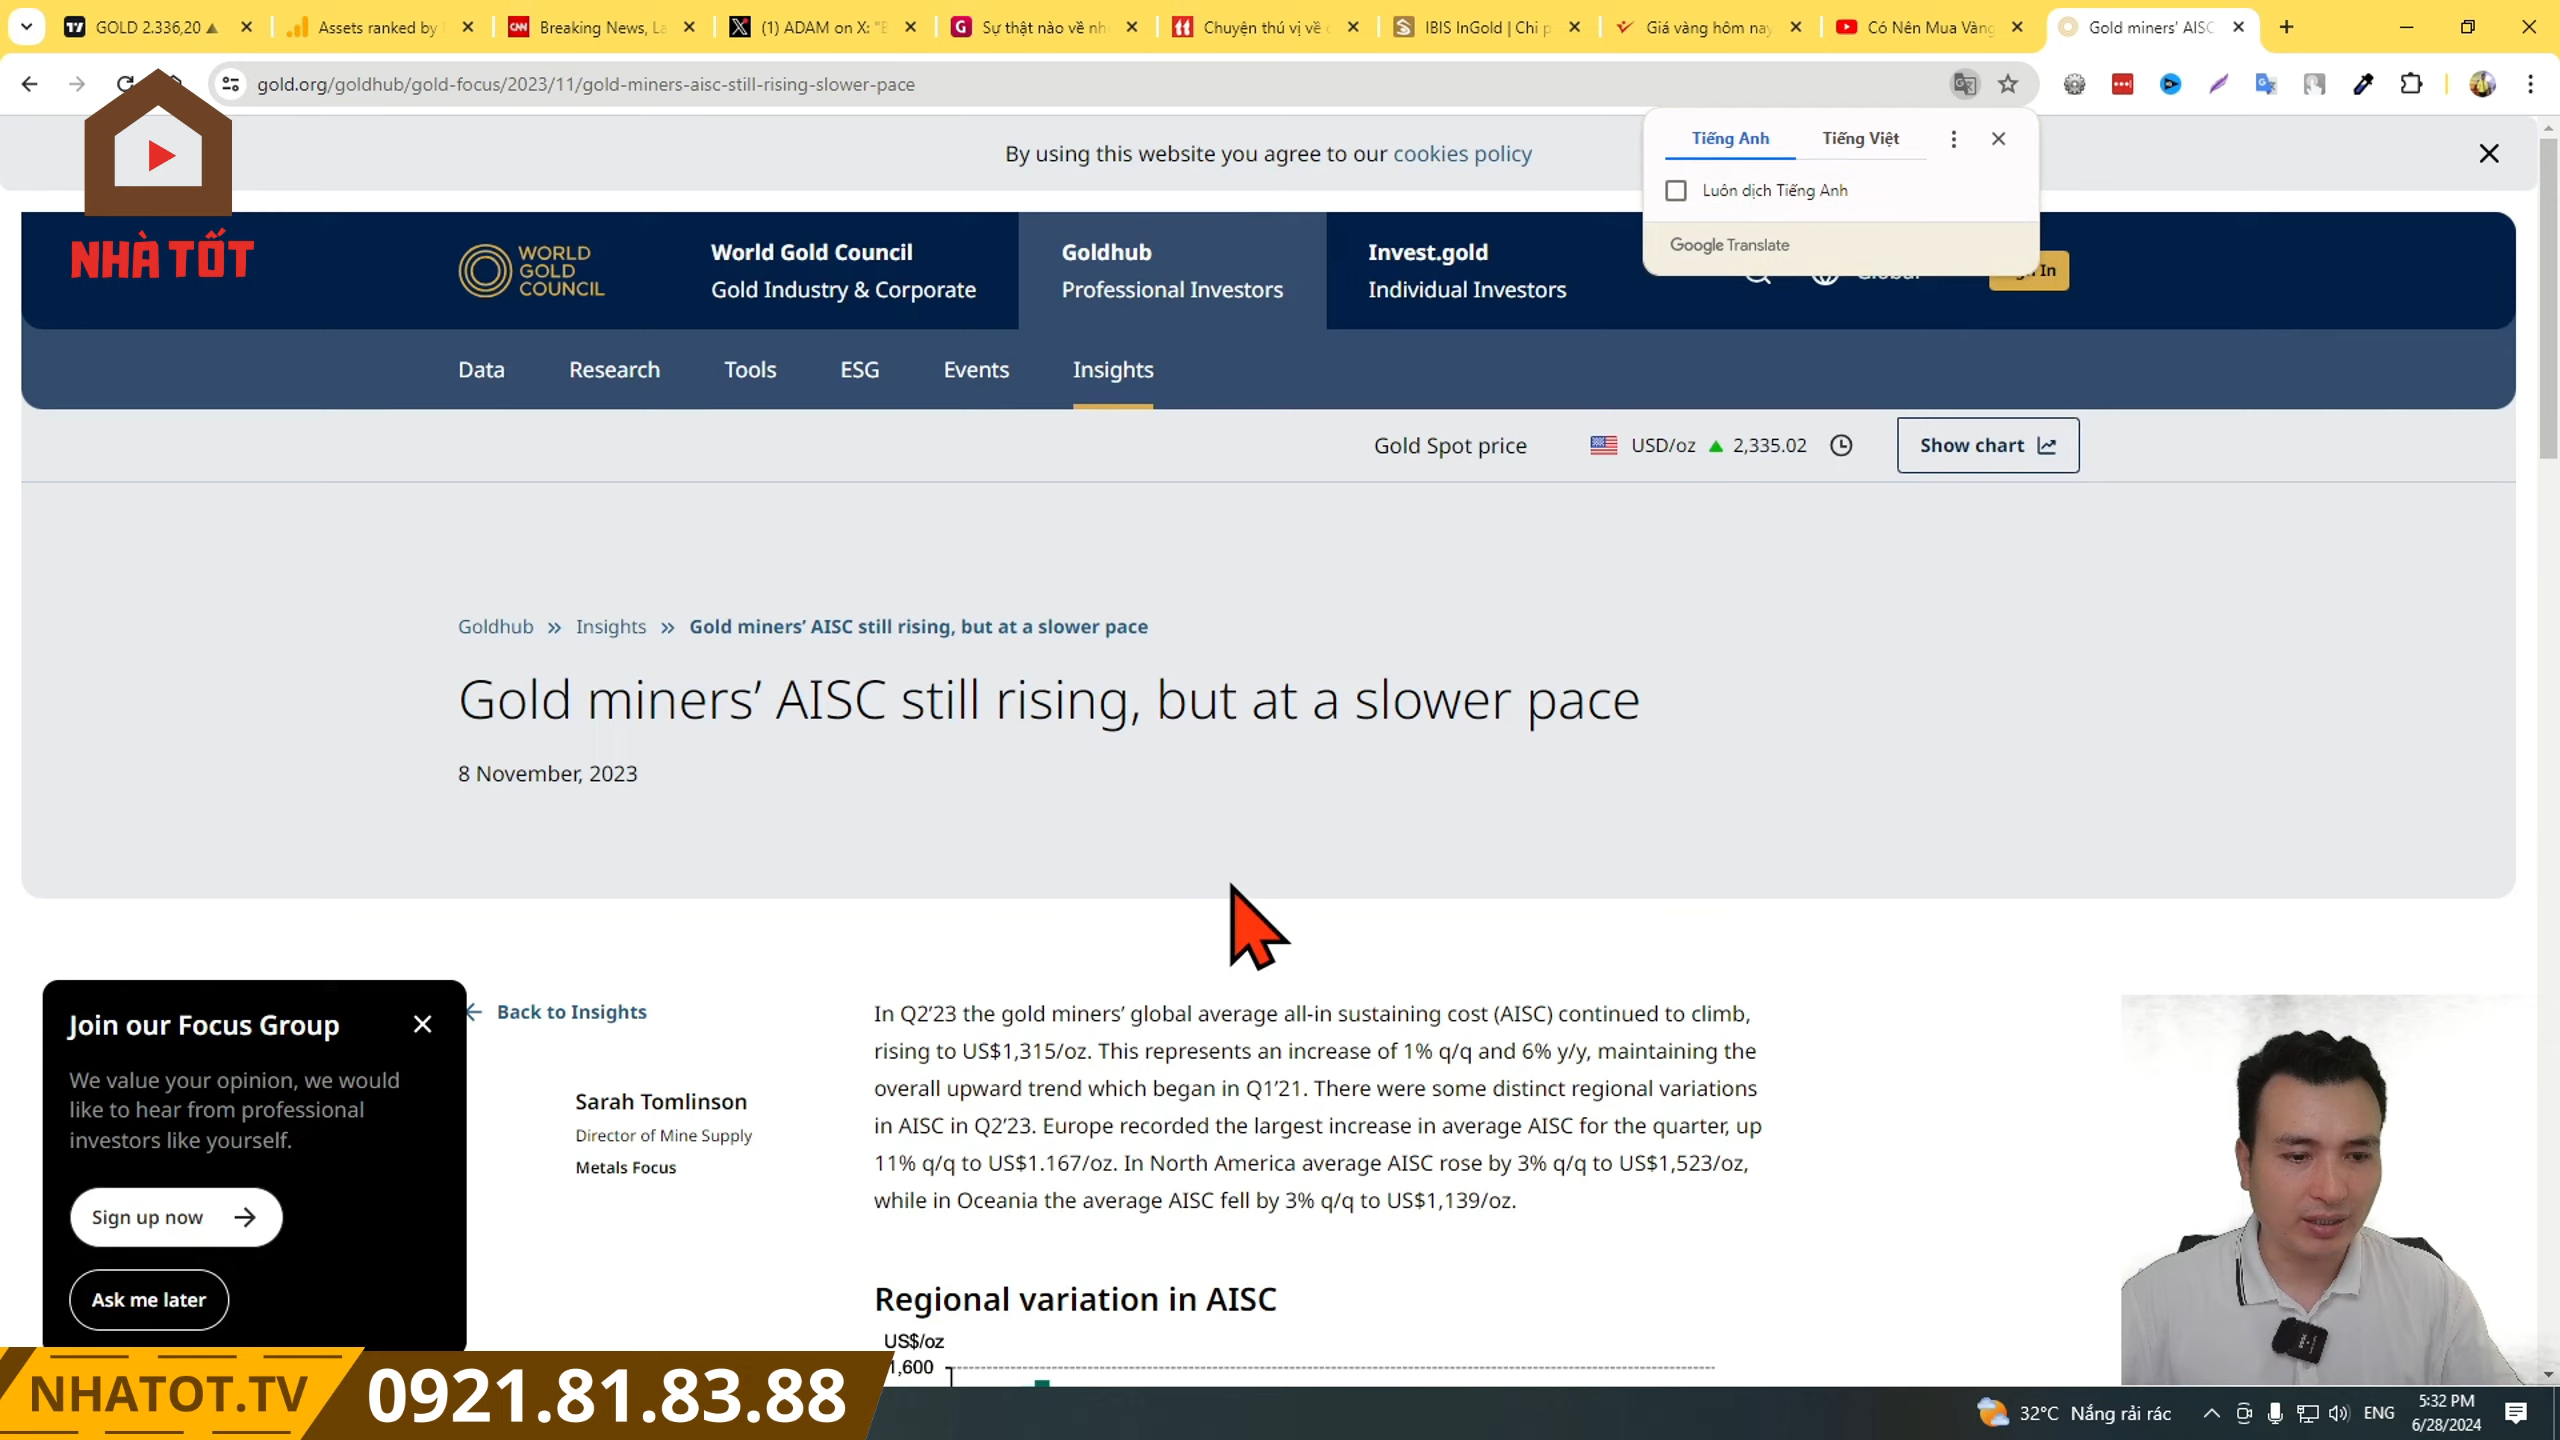 GOLD 2.336,20
Assets ranked by
Breaking News, La
(1) ADAM on X: "E
Sự thật nào về nh
Chuyện thú vị về
IBIS InGold | Chi p
Giá vàng hôm nay
Có Nên Mua Vàng
Gold miners' AISC
gold.org/goldhub/gold-focus/2023/11/gold-miners-aisc-still-rising-slower-pace
By using this website you agree to our cookies policy
Tiếng Anh
Tiếng Việt
Luôn dịch Tiếng Anh
Google Translate
NHÀ TỐT
WORLD
GOLD
COUNCIL
World Gold Council
Gold Industry & Corporate
Goldhub
Professional Investors
Invest.gold
Individual Investors
In
Data
Research
Tools
ESG
Events
Insights
Gold Spot price
USD/oz ▲ 2,335.02
Show chart
Goldhub » Insights » Gold miners’ AISC still rising, but at a slower pace
Gold miners’ AISC still rising, but at a slower pace
8 November, 2023
Join our Focus Group
We value your opinion, we would
like to hear from professional
investors like yourself.
Sign up now
Ask me later
Back to Insights
Sarah Tomlinson
Director of Mine Supply
Metals Focus
In Q2’23 the gold miners’ global average all-in sustaining cost (AISC) continued to climb,
rising to US$1,315/oz. This represents an increase of 1% q/q and 6% y/y, maintaining the
overall upward trend which began in Q1’21. There were some distinct regional variations
in AISC in Q2’23. Europe recorded the largest increase in average AISC for the quarter, up
11% q/q to US$1.167/oz. In North America average AISC rose by 3% q/q to US$1,523/oz,
while in Oceania the average AISC fell by 3% q/q to US$1,139/oz.
Regional variation in AISC
US$/oz
1,600
NHATOT.TV
0921.81.83.88
32°C Nắng rải rác
ENG
5:32 PM
6/28/2024